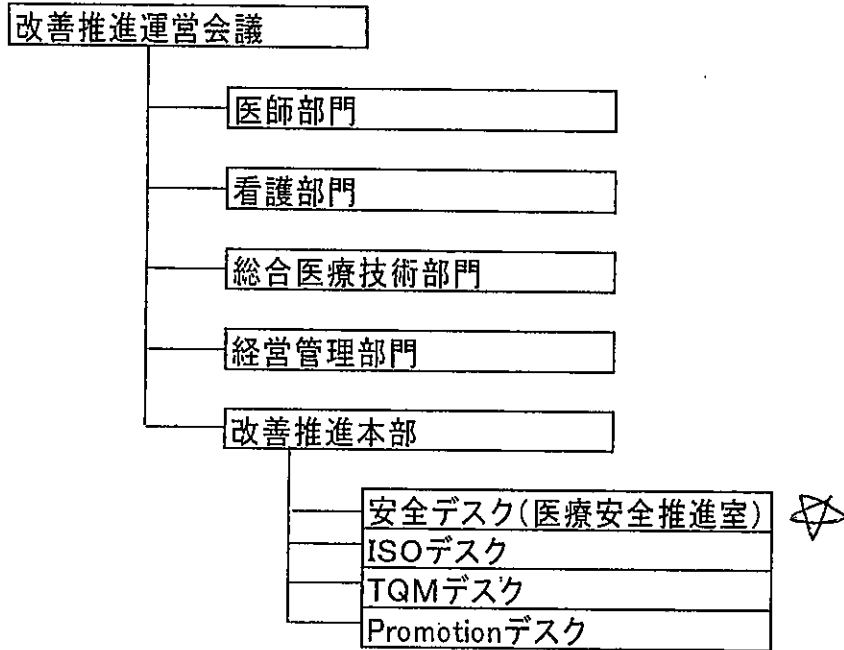 改善推進運営会議
医師部門
看護部門
総合医療技術部門
経営管理部門
改善推進本部
安全デスク(医療安全推進室)
ISOデスク
TQMデスク
Promotionデスク